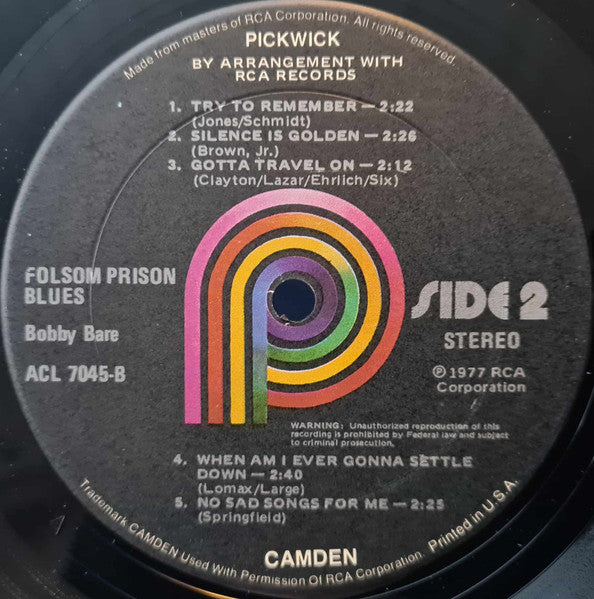 Made from masters of RCA Corporation. All rights reserved.
PICKWICK
BY ARRANGEMENT WITH
RCA RECORDS
1. TRY TO REMEMBER — 2:22
(Jones/Schmidt)
2. SILENCE IS GOLDEN — 2:26
(Brown, Jr.)
3. GOTTA TRAVEL ON — 2:12
(Clayton/Lazar/Ehrlich/Six)
FOLSOM PRISON
BLUES
Bobby Bare
ACL 7045-B
SIDE 2
STEREO
℗ 1977 RCA
Corporation
WARNING: Unauthorized reproduction of this
recording is prohibited by Federal law and subject
to criminal prosecution.
4. WHEN AM I EVER GONNA SETTLE
DOWN — 2:40
(Lomax/Large)
5. NO SAD SONGS FOR ME — 2:25
(Springfield)
CAMDEN
Trademark CAMDEN Used With Permission Of RCA Corporation. Printed in U.S.A.